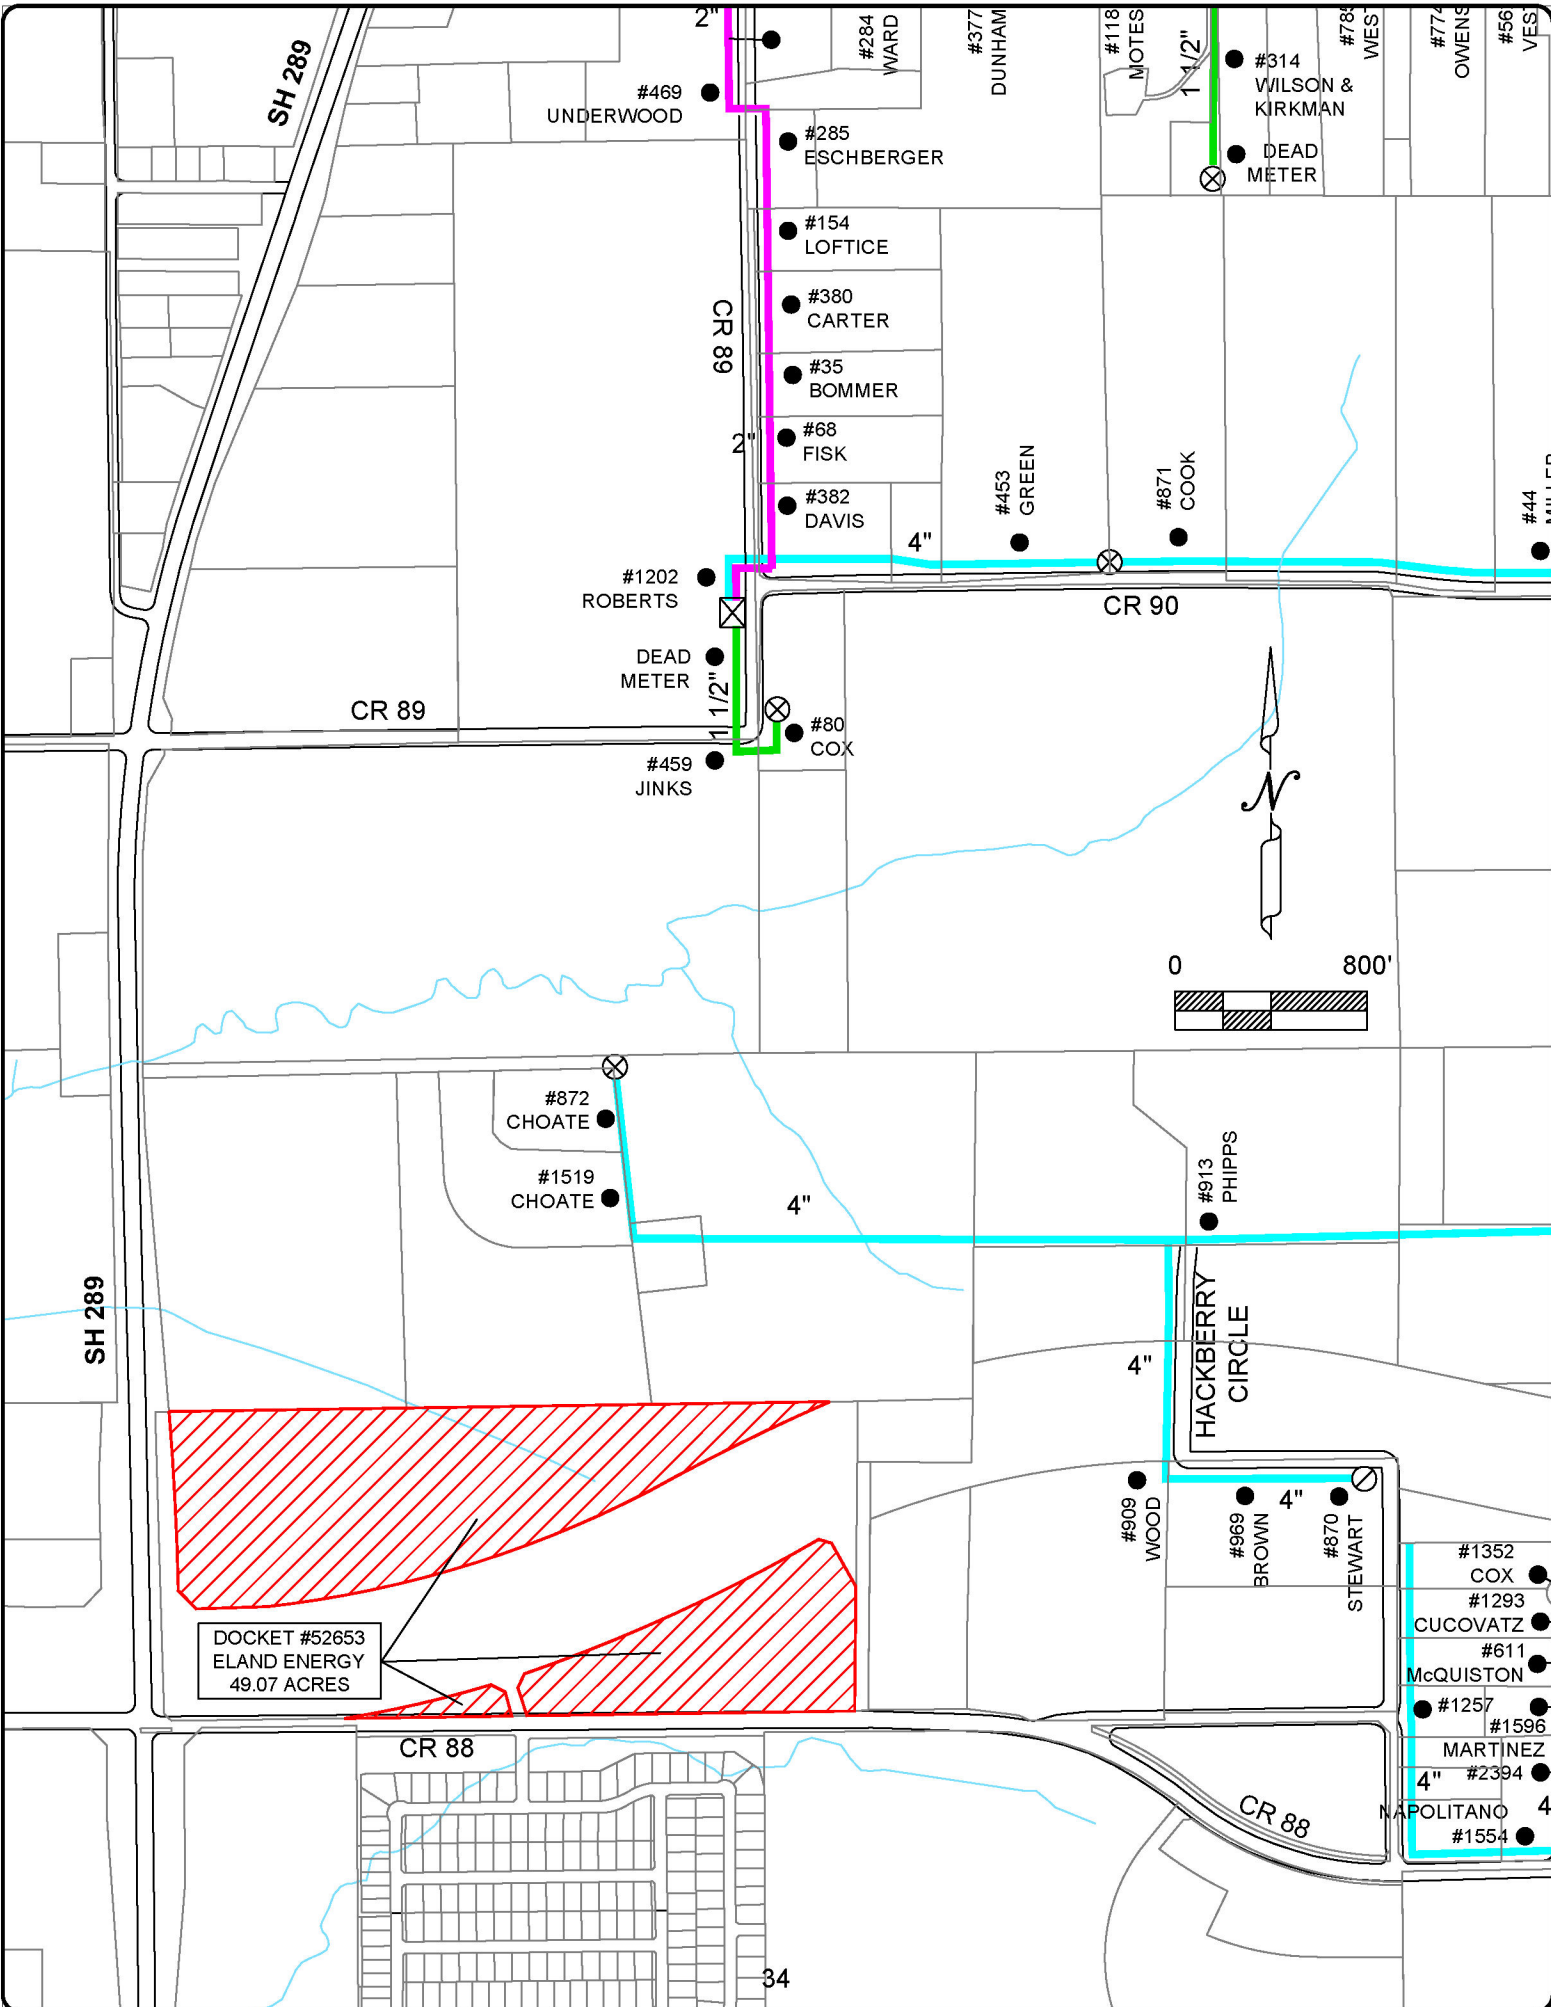 2"
#284
WARD
#377
DUNHAM
#118
MOTES
1 1/2"
#314
WILSON &
KIRKMAN
DEAD
METER
#785
WEST
#774
OWENS
SH 289
#469
UNDERWOOD
#285
ESCHBERGER
#154
LOFTICE
CR 89
#380
CARTER
#35
BOMMER
2"
#68
FISK
#382
DAVIS
#453
GREEN
#871
COOK
#44
4"
#1202
ROBERTS
CR 90
DEAD
METER
1 1/2"
CR 89
#80
COX
#459
JINKS
N
0 800'
#872
CHOATE
#1519
CHOATE
4"
#913
PHIPPS
SH 289
HACKBERRY
CIRCLE
4"
4"
#909
WOOD
#969
BROWN
#870
STEWART
#1352
COX
#1293
CUCOVATZ
#611
McQUISTON
#1257
#1596
MARTINEZ
#2394
4"
4
NAPOLITANO
#1554
DOCKET #52653
ELAND ENERGY
49.07 ACRES
CR 88
CR 88
34